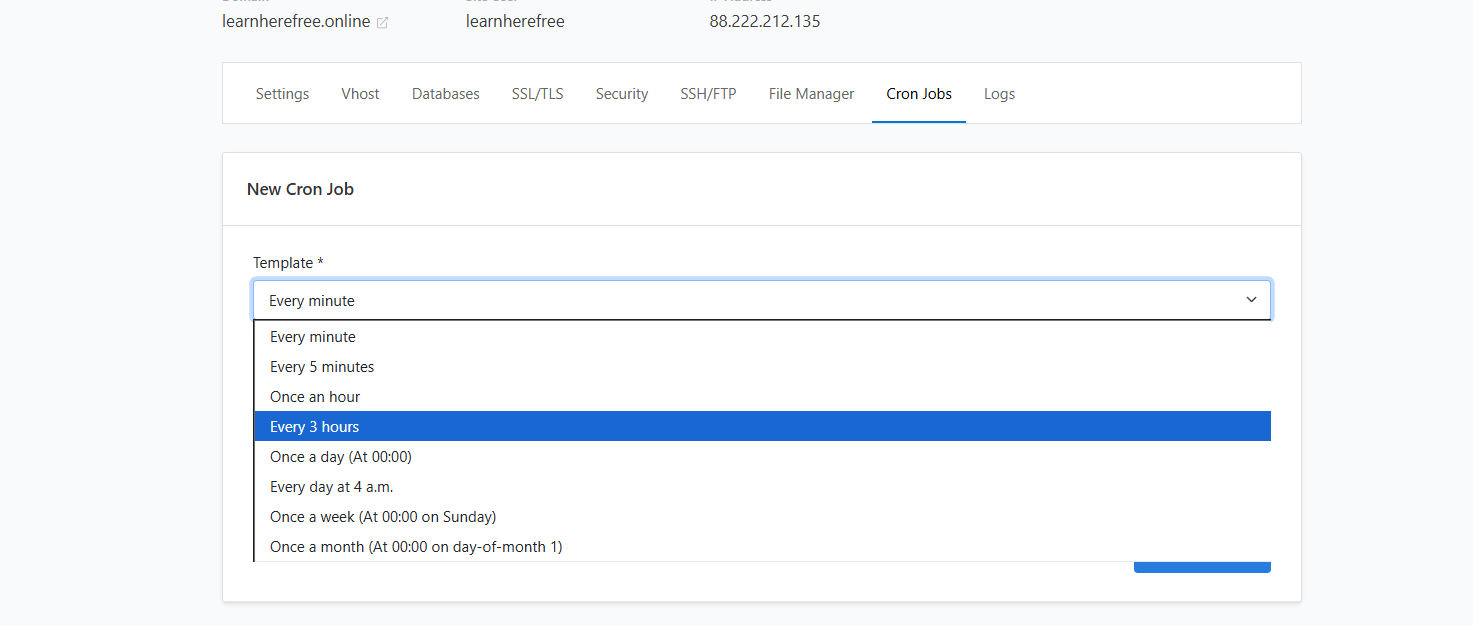 learnherefree.online learnherefree 88.222.212.135
Settings Vhost Databases SSL/TLS Security SSH/FTP File Manager Cron Jobs Logs
New Cron Job
Template *
Every minute
Every minute
Every 5 minutes
Once an hour
Every 3 hours
Once a day (At 00:00)
Every day at 4 a.m.
Once a week (At 00:00 on Sunday)
Once a month (At 00:00 on day-of-month 1)